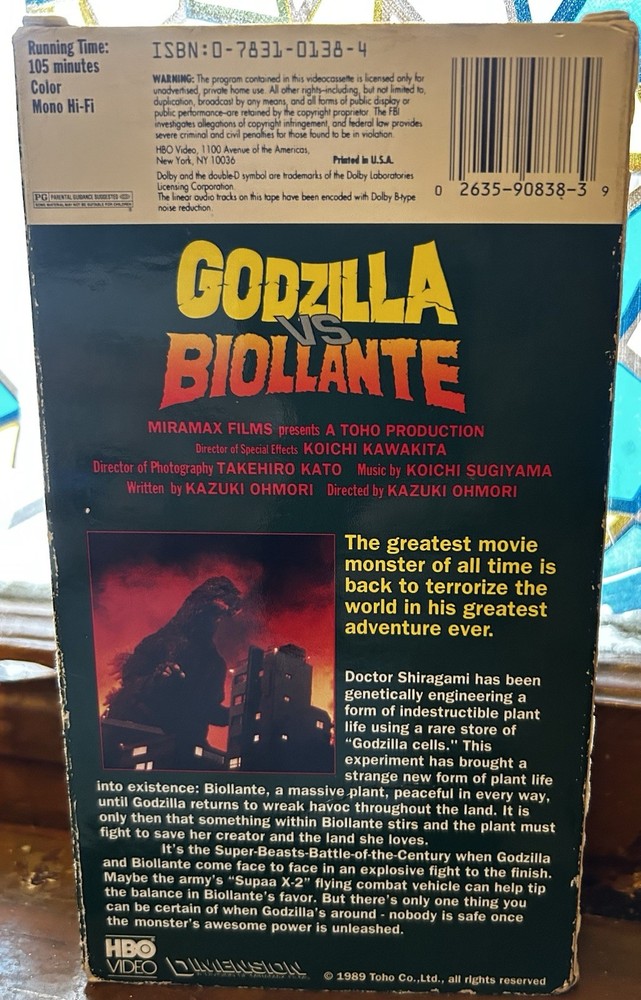 Running Time:
105 minutes
Color
Mono Hi-Fi
ISBN:0-7831-0138-4
WARNING: The program contained in this videocassette is licensed only for
unadvertised, private home use. All other rights–including, but not limited to,
duplication, broadcast by any means, and all forms of public display or
public performance–are retained by the copyright proprietor. The FBI
investigates allegations of copyright infringement, and federal law provides
severe criminal and civil penalties for those found to be in violation.
HBO Video, 1100 Avenue of the Americas,
New York, NY 10036 Printed in U.S.A.
Dolby and the double-D symbol are trademarks of the Dolby Laboratories
Licensing Corporation.
The linear audio tracks on this tape have been encoded with Dolby B-type
noise reduction.
PG PARENTAL GUIDANCE SUGGESTED
SOME MATERIAL MAY NOT BE SUITABLE FOR CHILDREN
0 2635-90838-3 9
GODZILLA
VS
BIOLLANTE
MIRAMAX FILMS presents A TOHO PRODUCTION
Director of Special Effects KOICHI KAWAKITA
Director of Photography TAKEHIRO KATO Music by KOICHI SUGIYAMA
Written by KAZUKI OHMORI Directed by KAZUKI OHMORI
The greatest movie
monster of all time is
back to terrorize the
world in his greatest
adventure ever.
Doctor Shiragami has been
genetically engineering a
form of indestructible plant
life using a rare store of
"Godzilla cells." This
experiment has brought a
strange new form of plant life
into existence: Biollante, a massive plant, peaceful in every way,
until Godzilla returns to wreak havoc throughout the land. It is
only then that something within Biollante stirs and the plant must
fight to save her creator and the land she loves.
It's the Super-Beasts-Battle-of-the-Century when Godzilla
and Biollante come face to face in an explosive fight to the finish.
Maybe the army's "Supaa X-2" flying combat vehicle can help tip
the balance in Biollante's favor. But there's only one thing you
can be certain of when Godzilla's around - nobody is safe once
the monster's awesome power is unleashed.
HBO
VIDEO
DIMENSION
© 1989 Toho Co.,Ltd., all rights reserved